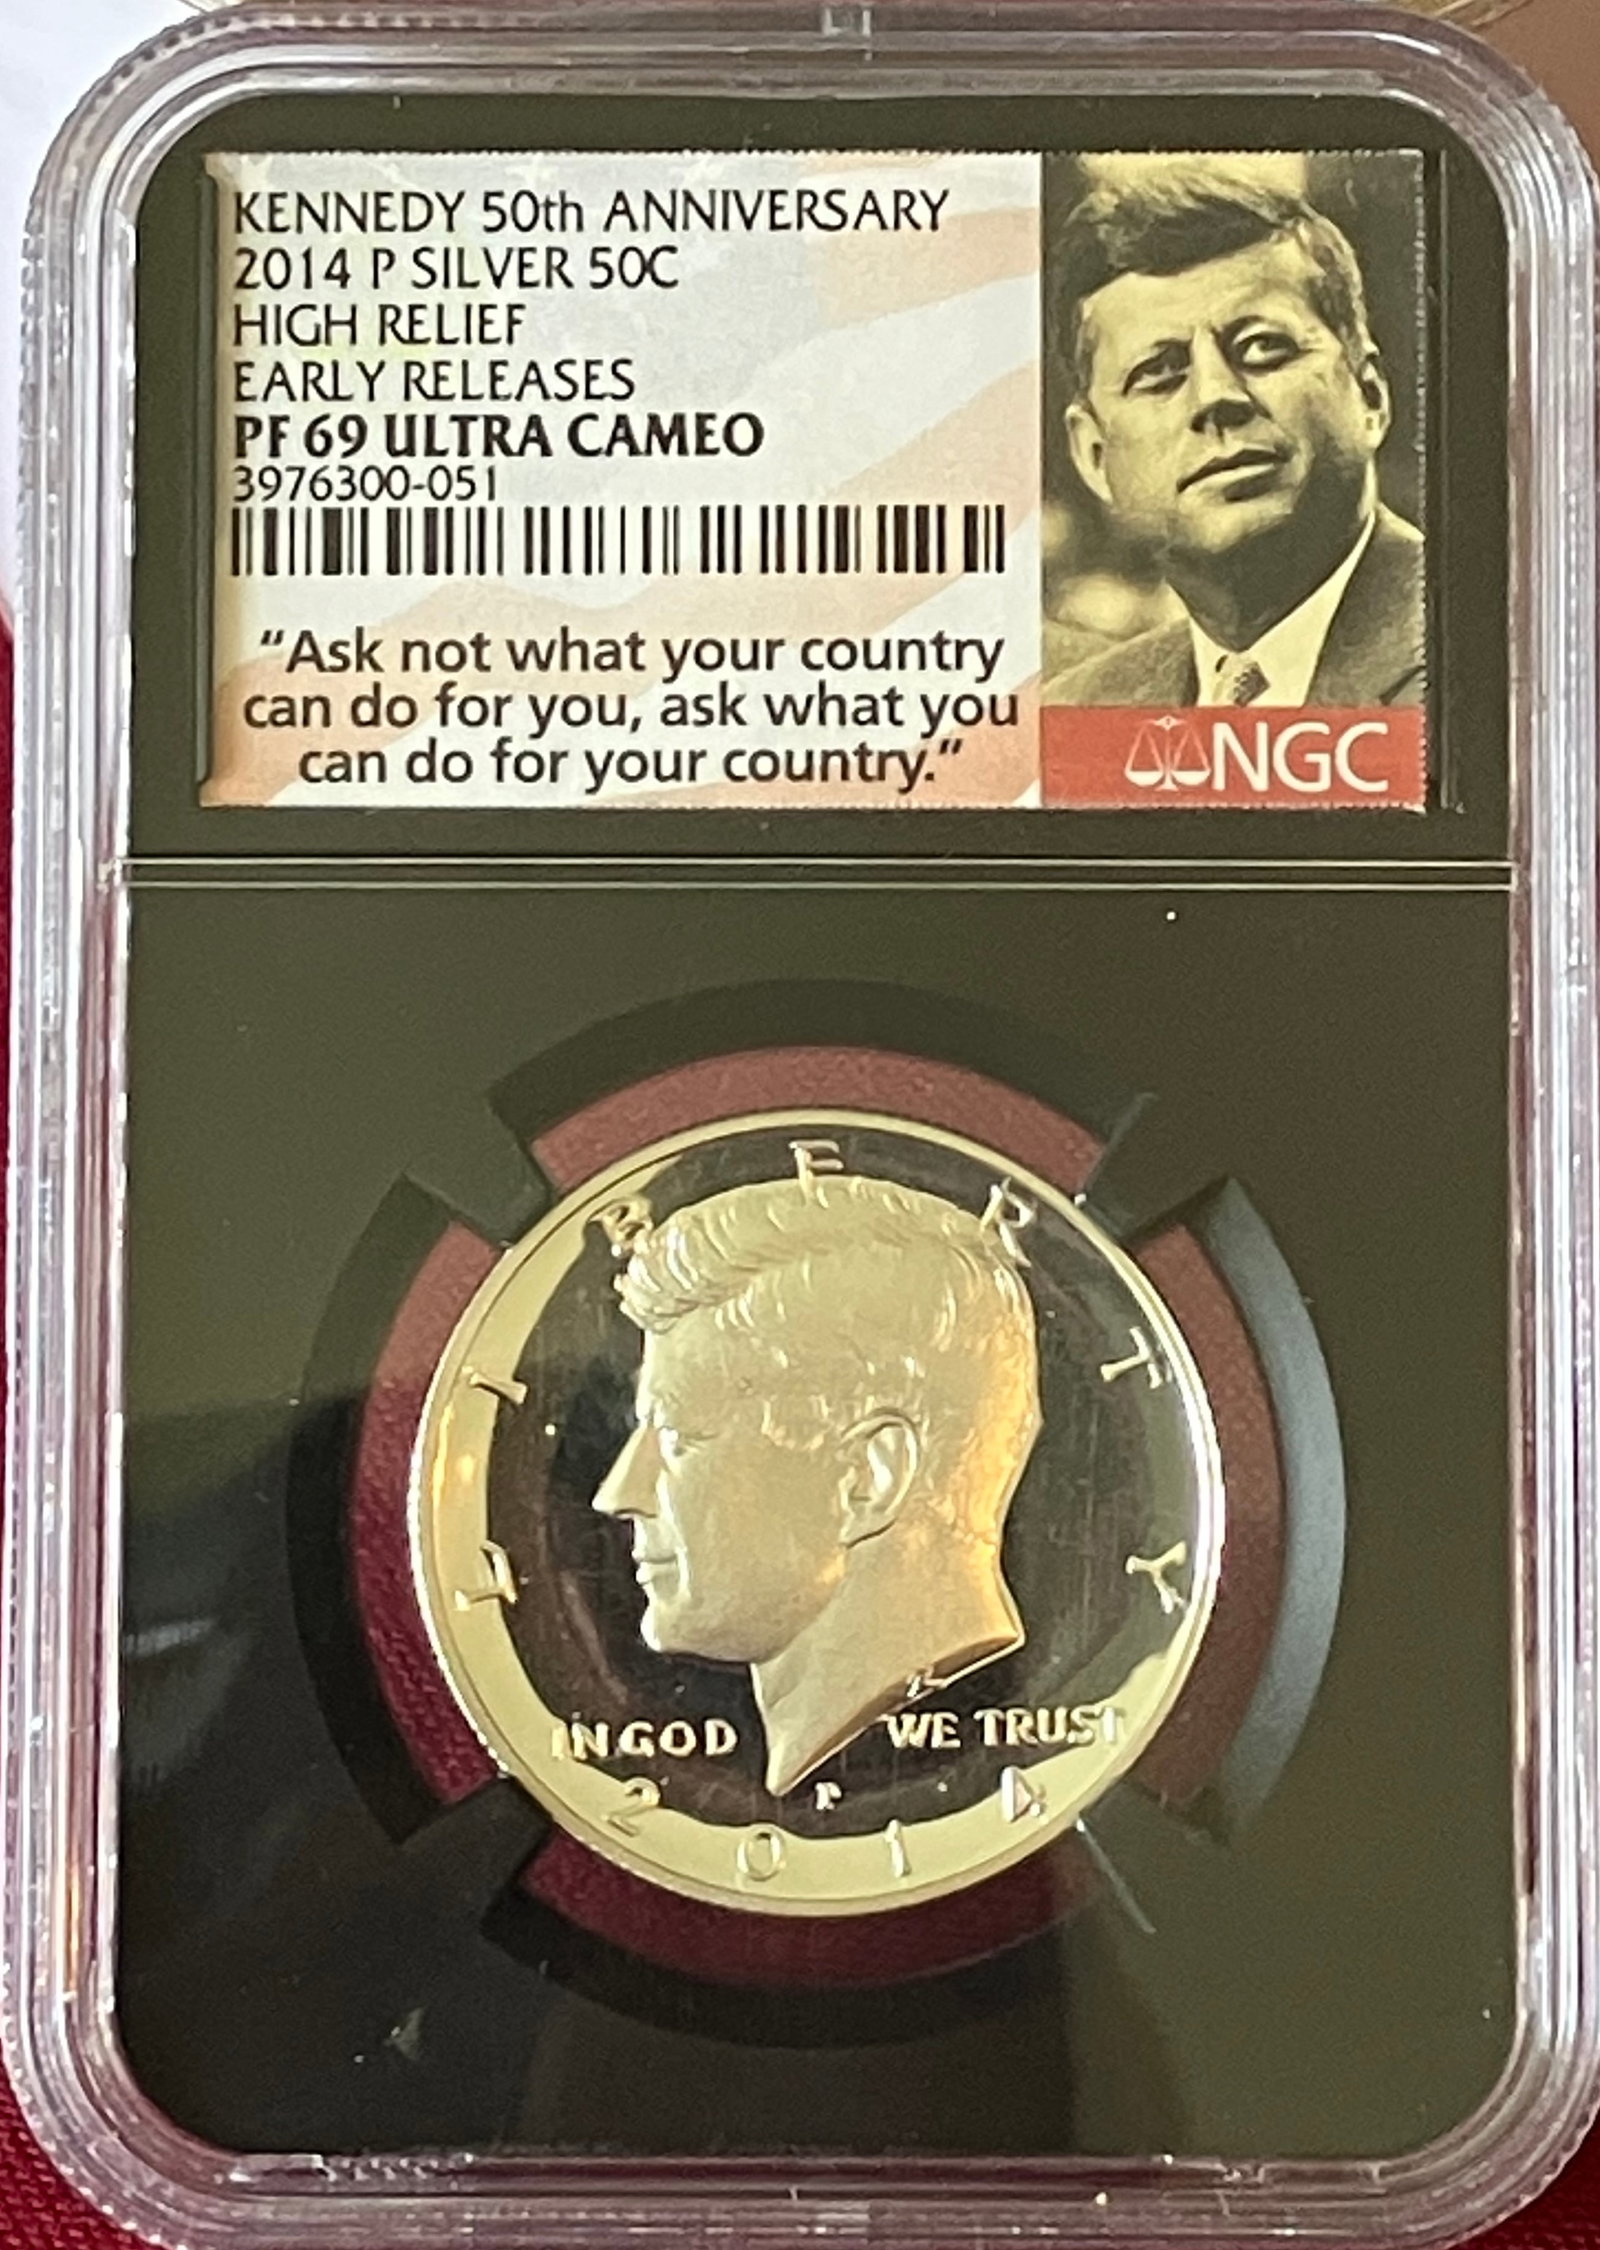 KENNEDY 50th ANNIVERSARY
2014 P SILVER 50C
HIGH RELIEF
EARLY RELEASES
PF 69 ULTRA CAMEO
3976300-051
"Ask not what your country
can do for you, ask what you
can do for your country."
NGC
LIBERTY
IN GOD WE TRUST
P
2014